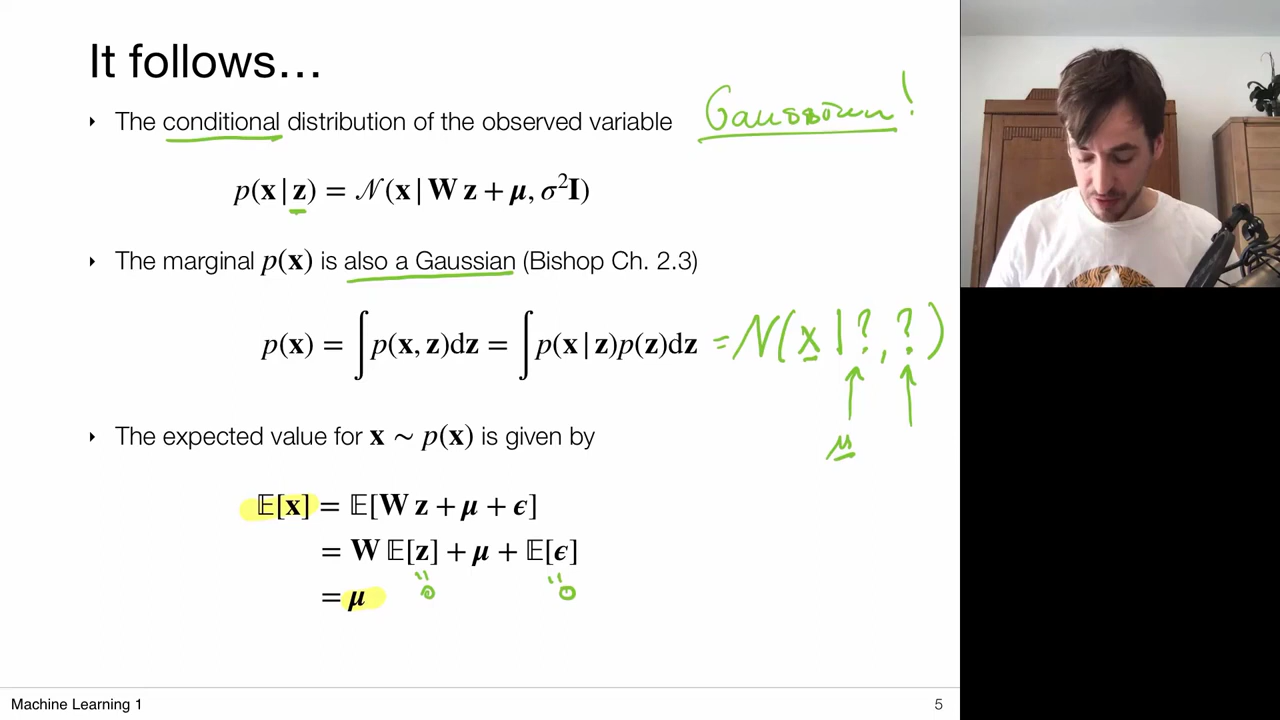 It follows…
‣ The conditional distribution of the observed variable Gaussian!
p(x|z) = 𝒩(x|W z + μ, σ²I)
‣ The marginal p(x) is also a Gaussian (Bishop Ch. 2.3)
p(x) = ∫ p(x, z)dz = ∫ p(x|z)p(z)dz = N(x|?, ?)
‣ The expected value for x ∼ p(x) is given by
μ
𝔼[x] = 𝔼[W z + μ + ϵ]
= W 𝔼[z] + μ + 𝔼[ϵ]
= μ
0 0
Machine Learning 1 5